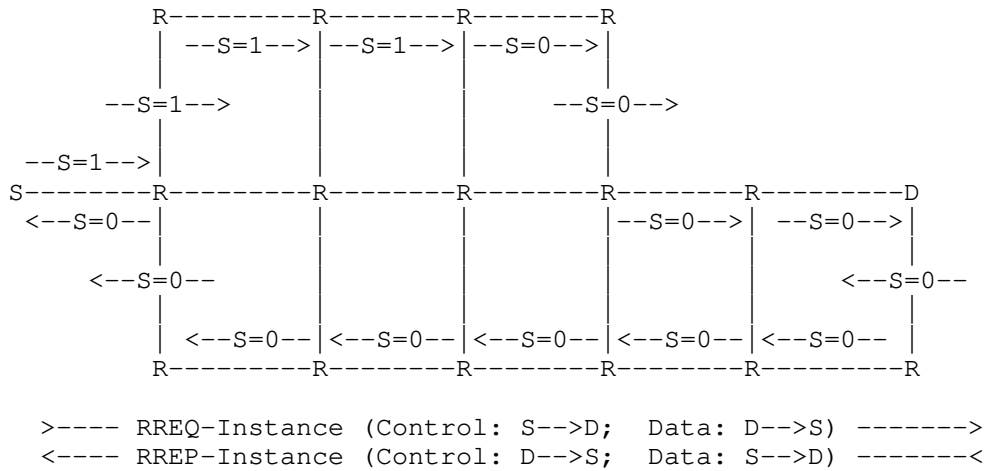 R---------R--------R--------R
| --S=1-->|--S=1-->|--S=0-->|
| | | |
--S=1--> | | --S=0-->
| | | |
--S=1-->| | | |
S--------R---------R--------R--------R--------R---------D
<--S=0--| | | |--S=0-->| --S=0-->|
| | | | | |
<--S=0-- | | | | <--S=0--
| | | | | |
| <--S=0--|<--S=0--|<--S=0--|<--S=0--|<--S=0-- |
R---------R--------R--------R--------R---------R
>---- RREQ-Instance (Control: S-->D; Data: D-->S) ------->
<---- RREP-Instance (Control: D-->S; Data: S-->D) -------<